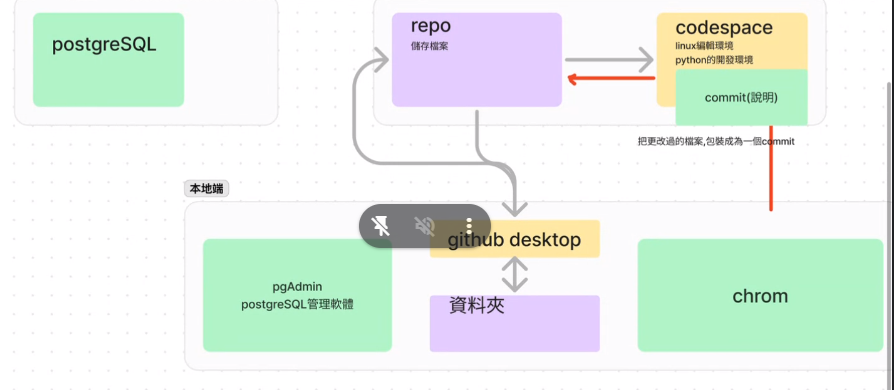 postgreSQL
repo
儲存檔案
codespace
linux編輯環境
python的開發環境
commit(說明)
把更改過的檔案,包裝成為一個commit
本地端
github desktop
pgAdmin
postgreSQL管理軟體
資料夾
chrom